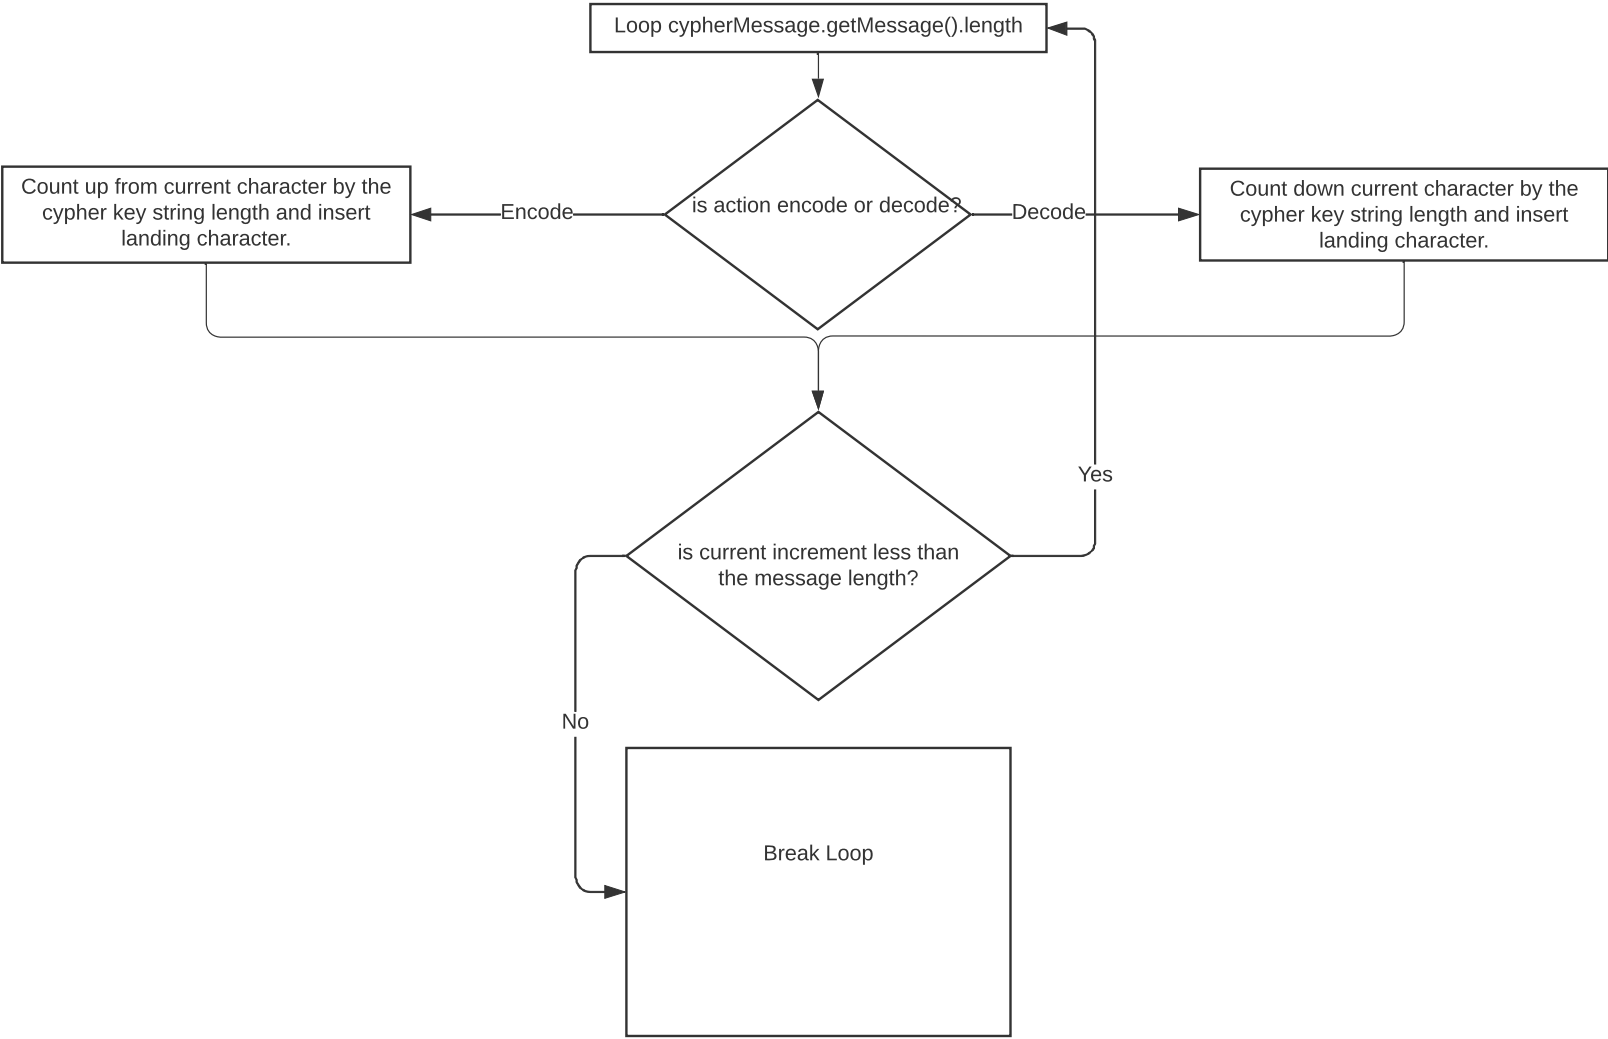 Loop cypherMessage.getMessage().length
Count up from current character by the
cypher key string length and insert
landing character.
Encode
is action encode or decode?
Decode
Count down current character by the
cypher key string length and insert
landing character.
Yes
is current increment less than
the message length?
No
Break Loop